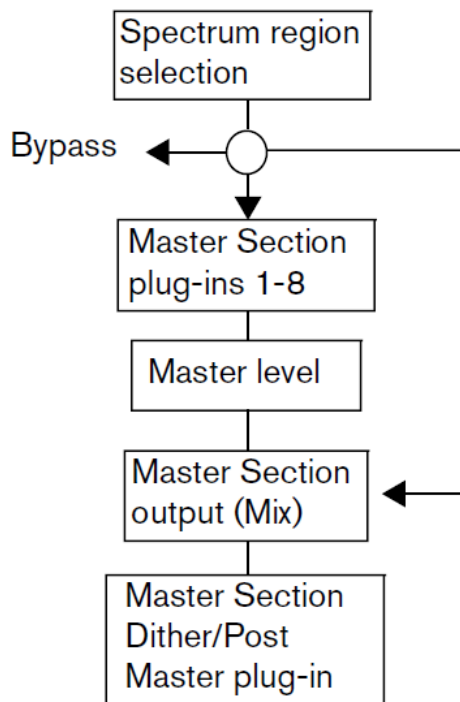 Spectrum region
selection
Bypass
Master Section
plug-ins 1-8
Master level
Master Section
output (Mix)
Master Section
Dither/Post
Master plug-in